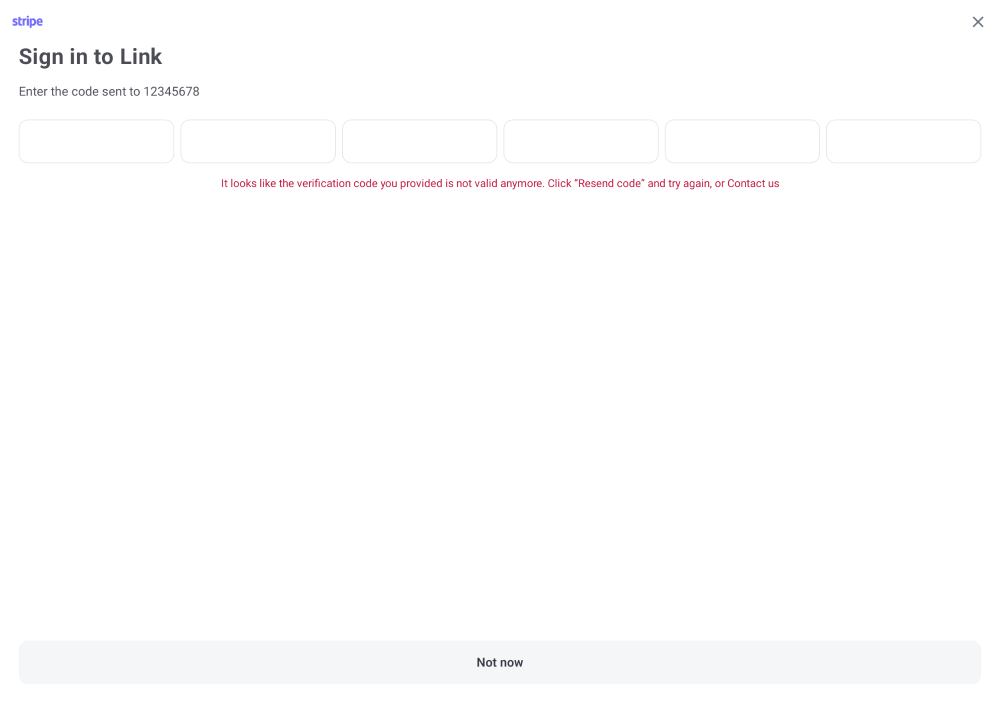 stripe
Sign in to Link
Enter the code sent to 12345678
It looks like the verification code you provided is not valid anymore. Click “Resend code” and try again, or Contact us
Not now